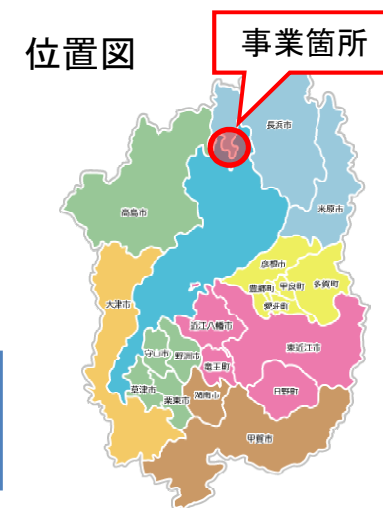 位置図
事業箇所
長浜市
米原市
高島市
彦根市
豊郷町
甲良町
多賀町
愛荘町
大津市
近江八幡市
東近江市
守山市
野洲市
竜王町
草津市
栗東市
湖南市
日野町
甲賀市